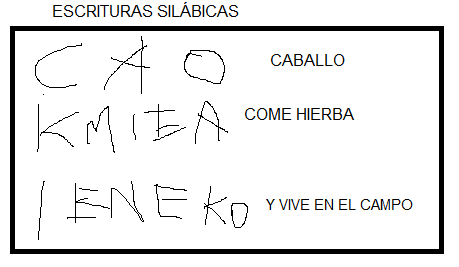 ESCRITURAS SILÁBICAS
CAO CABALLO
KMIEA COME HIERBA
IENEKO Y VIVE EN EL CAMPO